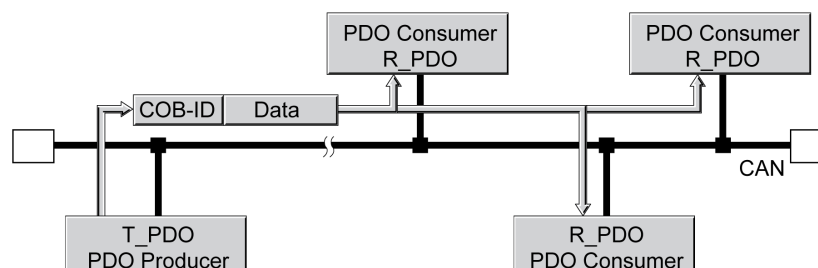 PDO Consumer
R_PDO
PDO Consumer
R_PDO
COB-ID
Data
CAN
T_PDO
PDO Producer
R_PDO
PDO Consumer